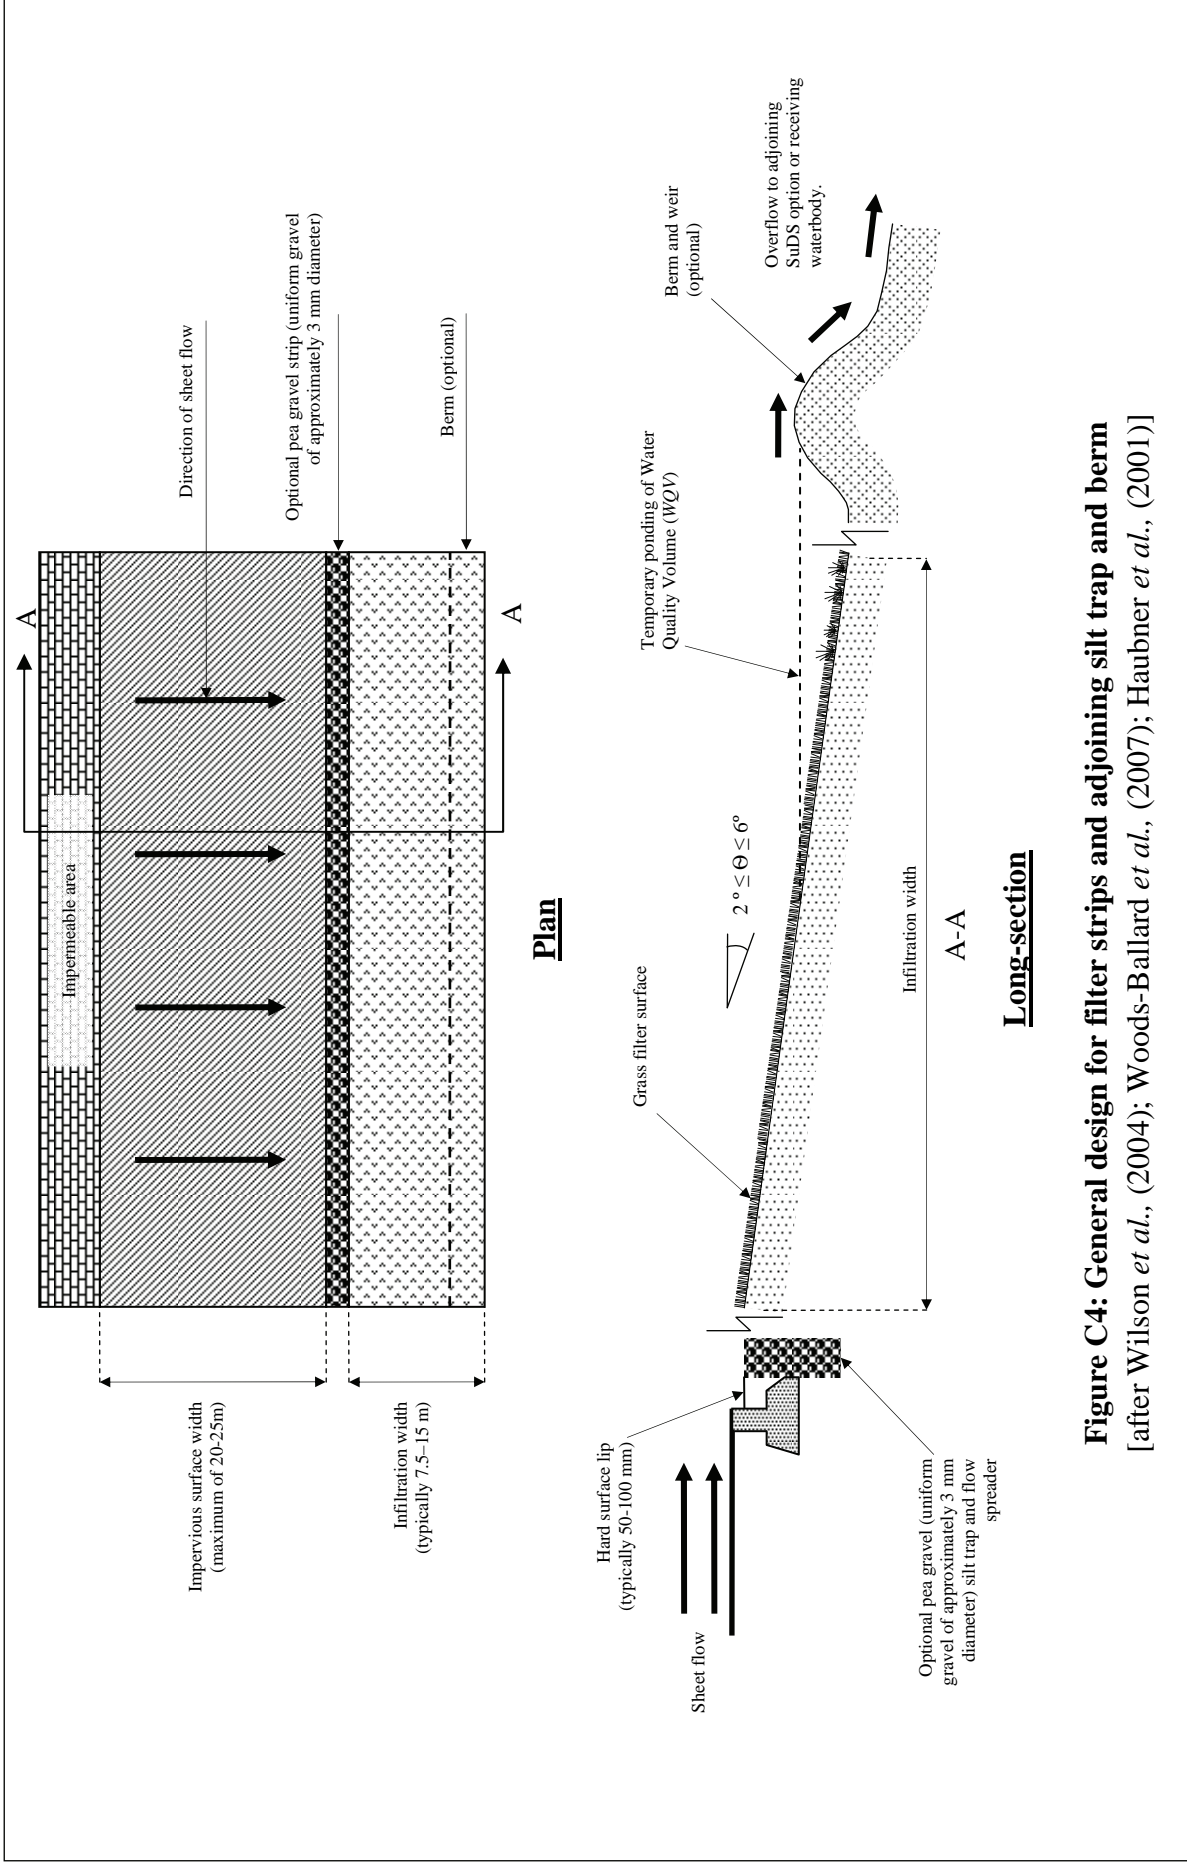 A
Impermeable area
Direction of sheet flow
Impervious surface width
(maximum of 20-25m)
Optional pea gravel strip (uniform gravel
of approximately 3 mm diameter)
Infiltration width
(typically 7.5–15 m)
Berm (optional)
A
Plan
Hard surface lip
(typically 50-100 mm)
Sheet flow
Optional pea gravel (uniform
gravel of approximately 3 mm
diameter) silt trap and flow
spreader
Grass filter surface
2 º ≤ Θ ≤ 6º
Temporary ponding of Water
Quality Volume (WQV)
Berm and weir
(optional)
Overflow to adjoining
SuDS option or receiving
waterbody.
Infiltration width
A-A
Long-section
Figure C4: General design for filter strips and adjoining silt trap and berm
[after Wilson et al., (2004); Woods-Ballard et al., (2007); Haubner et al., (2001)]